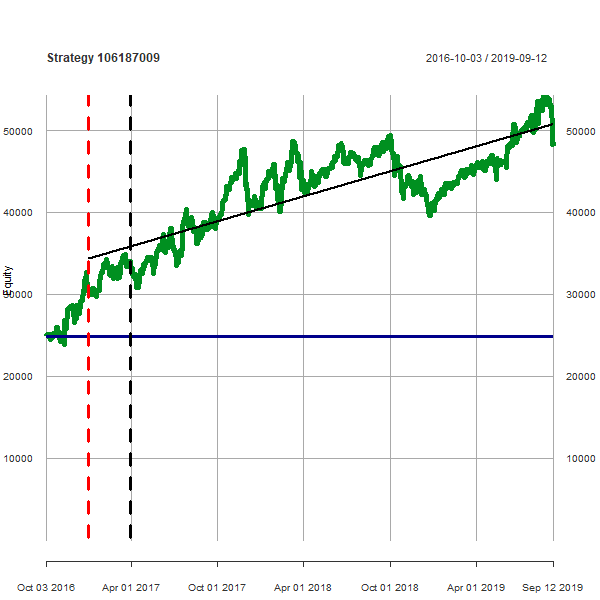 Strategy 106187009
2016-10-03 / 2019-09-12
50000 50000
40000 40000
Equity
30000 30000
20000 20000
10000 10000
Oct 03 2016 Apr 01 2017 Oct 01 2017 Apr 01 2018 Oct 01 2018 Apr 01 2019 Sep 12 2019